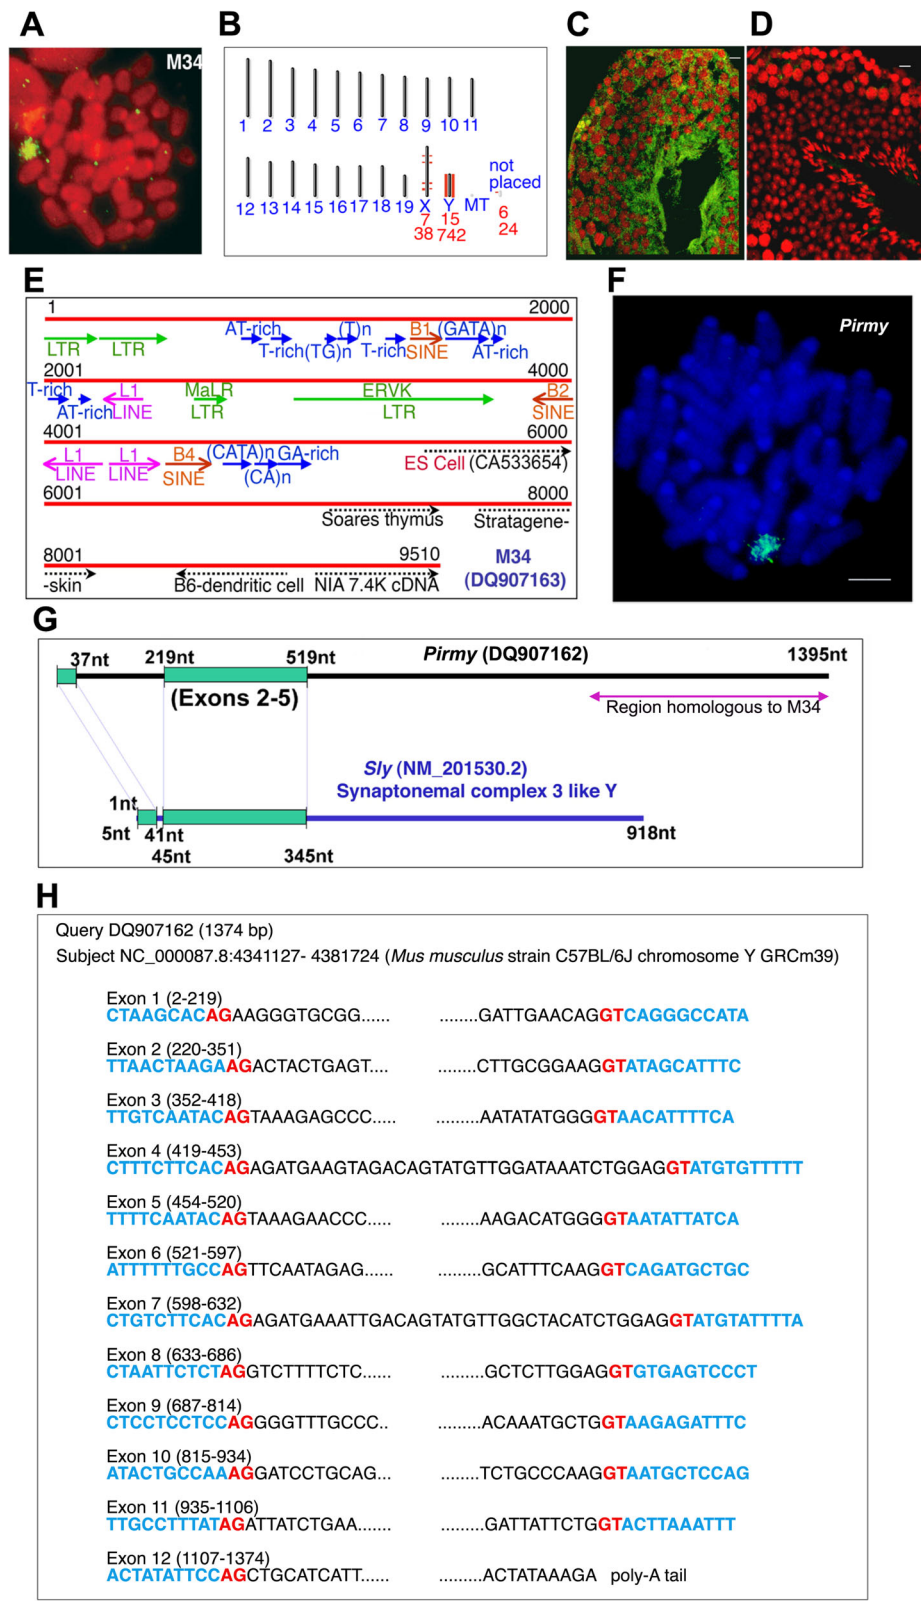 A
B
C
D
M34
1 2 3 4 5 6 7 8 9 10 11
not
placed
12 13 14 15 16 17 18 19 X Y MT
7 15 6
38 742 24
E
1 2000
AT-rich (T)n B1 (GATA)n
LTR LTR T-rich (TG)n T-rich SINE AT-rich
2001 4000
T-rich L1 MaLR ERVK B2
AT-rich LINE LTR LTR SINE
4001 6000
L1 L1 B4 (CATA)n GA-rich
LINE LINE SINE (CA)n ES Cell (CA533654)
6001 8000
Soares thymus Stratagene-
8001 9510 M34
-skin B6-dendritic cell NIA 7.4K cDNA (DQ907163)
F
Pirmy
G
37nt 219nt 519nt Pirmy (DQ907162) 1395nt
(Exons 2-5)
Region homologous to M34
Sly (NM_201530.2)
Synaptonemal complex 3 like Y
1nt
5nt 41nt 918nt
45nt 345nt
H
Query DQ907162 (1374 bp)
Subject NC_000087.8:4341127- 4381724 (Mus musculus strain C57BL/6J chromosome Y GRCm39)
Exon 1 (2-219)
CTAAGCACAGAAGGGTGCGG...... ........GATTGAACAGGTCAGGGCCATA
Exon 2 (220-351)
TTAACTAAGAAGACTACTGAGT.... ........CTTGCGGAAGGTATAGCATTTC
Exon 3 (352-418)
TTGTCAATACAGTAAAGAGCCC..... .........AATATATGGGGTAACATTTTCA
Exon 4 (419-453)
CTTTCTTCACAGAGATGAAGTAGACAGTATGTTGGATAAATCTGGAGGTATGTGTTTTT
Exon 5 (454-520)
TTTTCAATACAGTAAAGAACCC..... .........AAGACATGGGGTAATATTATCA
Exon 6 (521-597)
ATTTTTTGCCAGTTCAATAGAG...... .........GCATTTCAAGGTCAGATGCTGC
Exon 7 (598-632)
CTGTCTTCACAGAGATGAAATTGACAGTATGTTGGCTACATCTGGAGGTATGTATTTTA
Exon 8 (633-686)
CTAATTCTCTAGGTCTTTTCTC...... .........GCTCTTGGAGGTGTGAGTCCCT
Exon 9 (687-814)
CTCCTCCTCCAGGGGTTTGCCC.. .........ACAAATGCTGGTAAGAGATTTC
Exon 10 (815-934)
ATACTGCCAAAGGATCCTGCAG... .........TCTGCCCAAGGTAATGCTCCAG
Exon 11 (935-1106)
TTGCCTTTATAGATTATCTGAA....... .........GATTATTCTGGTACTTAAATTT
Exon 12 (1107-1374)
ACTATATTCCAGCTGCATCATT...... .........ACTATAAAGA poly-A tail